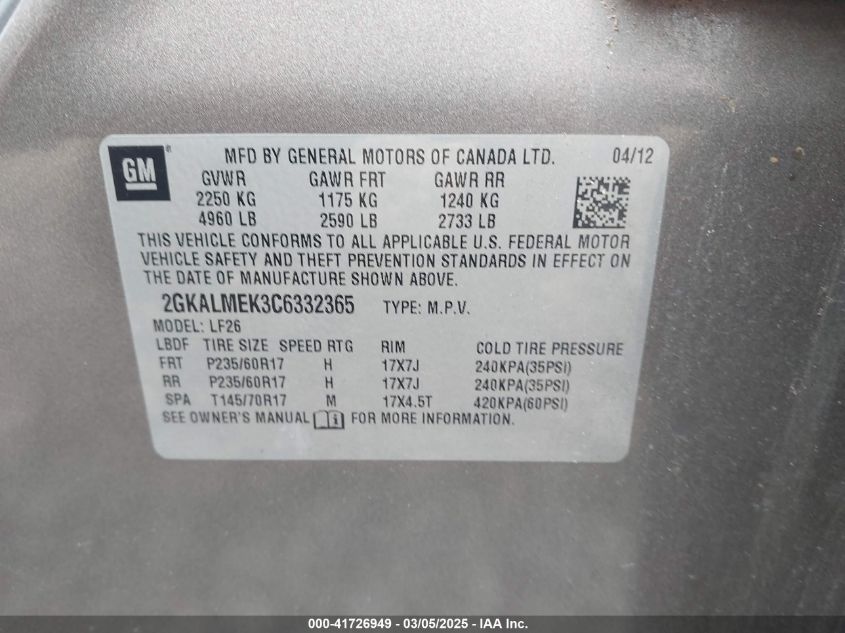 GM
MFD BY GENERAL MOTORS OF CANADA LTD. 04/12
GVWR GAWR FRT GAWR RR
2250 KG 1175 KG 1240 KG
4960 LB 2590 LB 2733 LB
THIS VEHICLE CONFORMS TO ALL APPLICABLE U.S. FEDERAL MOTOR
VEHICLE SAFETY AND THEFT PREVENTION STANDARDS IN EFFECT ON
THE DATE OF MANUFACTURE SHOWN ABOVE.
2GKALMEK3C6332365 TYPE: M.P.V.
MODEL: LF26
LBDF TIRE SIZE SPEED RTG RIM COLD TIRE PRESSURE
FRT P235/60R17 H 17X7J 240KPA(35PSI)
RR P235/60R17 H 17X7J 240KPA(35PSI)
SPA T145/70R17 M 17X4.5T 420KPA(60PSI)
SEE OWNER'S MANUAL FOR MORE INFORMATION.
000-41726949 - 03/05/2025 - IAA Inc.